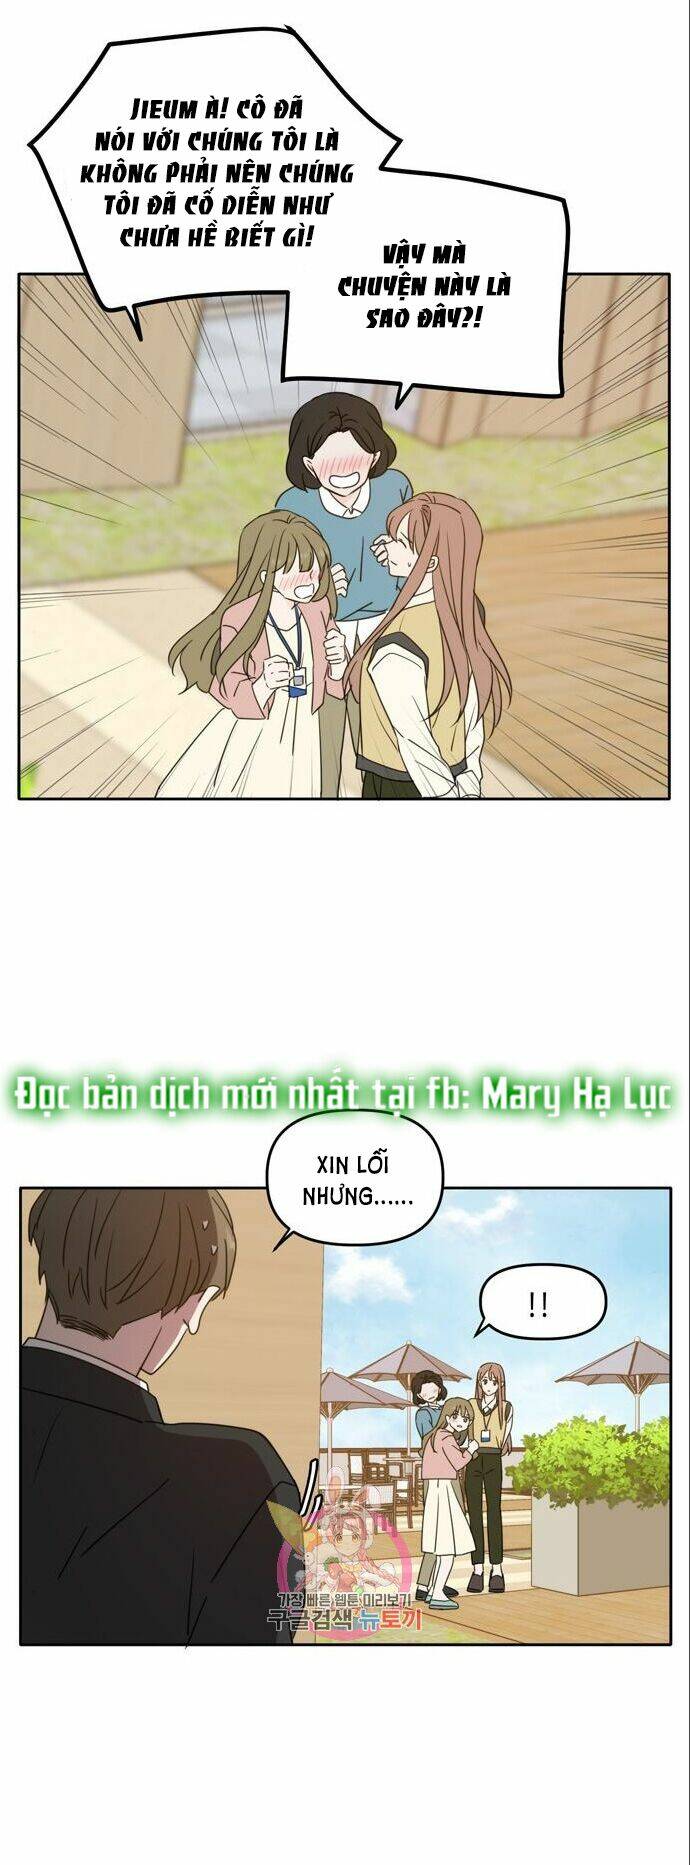 JIEUM À! CÔ ĐÃ
NÓI VỚI CHÚNG TÔI LÀ
KHÔNG PHẢI NÊN CHÚNG
TÔI ĐÃ CỐ DIỄN NHƯ
CHƯA HỀ BIẾT GÌ!
VẬY MÀ
CHUYỆN NÀY LÀ
SAO ĐÂY?!
Đọc bản dịch mới nhất tại fb: Mary Hạ Lục
XIN LỖI
NHƯNG......
!!
가장 빠른 웹툰 미리보기
구글검색 뉴토끼